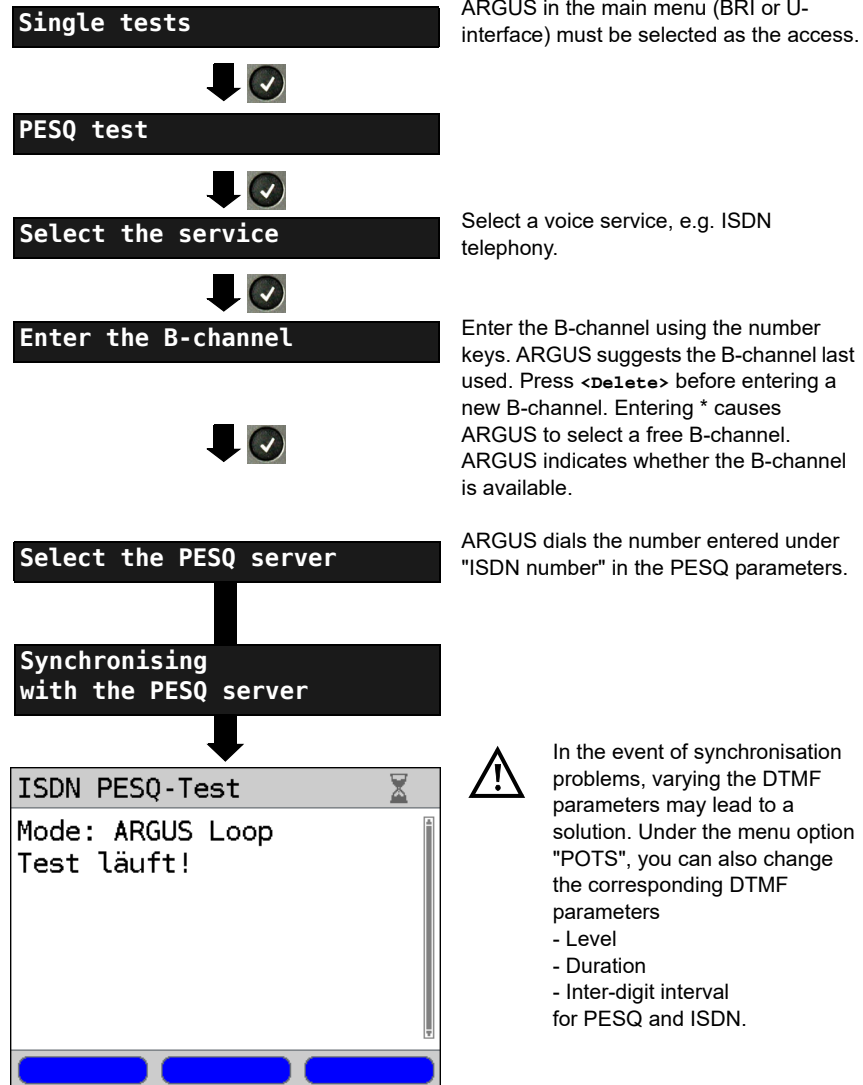 ARGUS in the main menu (BRI or U-
interface) must be selected as the access.
Single tests
PESQ test
Select the service
Select a voice service, e.g. ISDN
telephony.
Enter the B-channel
Enter the B-channel using the number
keys. ARGUS suggests the B-channel last
used. Press <Delete> before entering a
new B-channel. Entering * causes
ARGUS to select a free B-channel.
ARGUS indicates whether the B-channel
is available.
Select the PESQ server
ARGUS dials the number entered under
"ISDN number" in the PESQ parameters.
Synchronising
with the PESQ server
ISDN PESQ-Test
Mode: ARGUS Loop
Test läuft!
In the event of synchronisation
problems, varying the DTMF
parameters may lead to a
solution. Under the menu option
"POTS", you can also change
the corresponding DTMF
parameters
- Level
- Duration
- Inter-digit interval
for PESQ and ISDN.